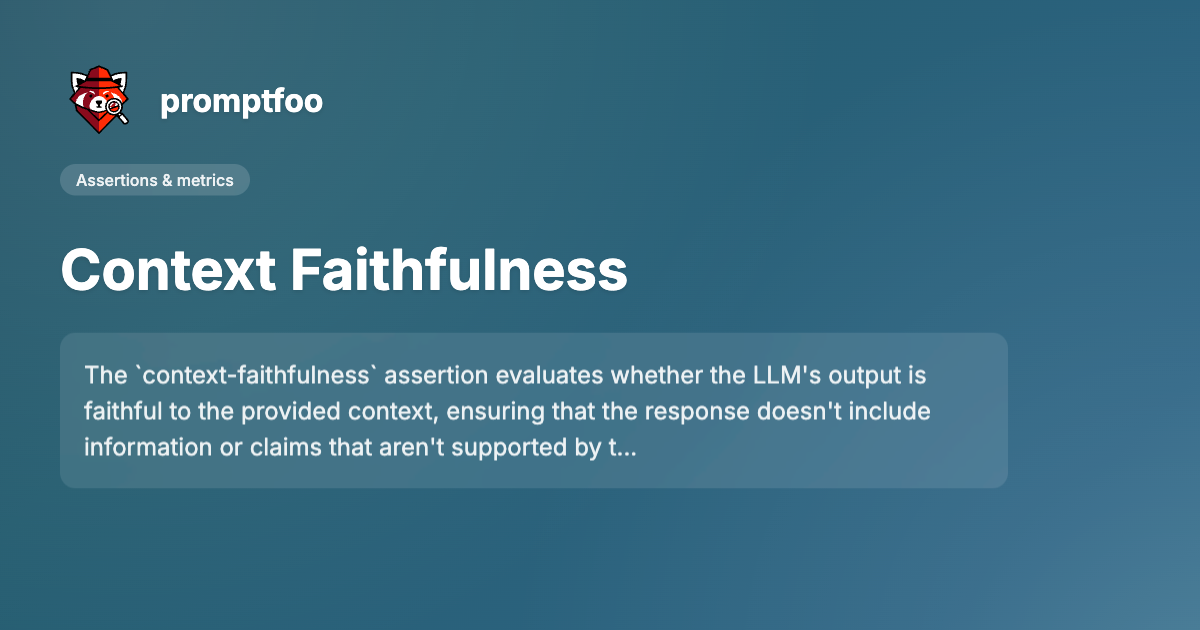 promptfoo
Assertions & metrics
Context Faithfulness
The `context-faithfulness` assertion evaluates whether the LLM's output is
faithful to the provided context, ensuring that the response doesn't include
information or claims that aren't supported by t...